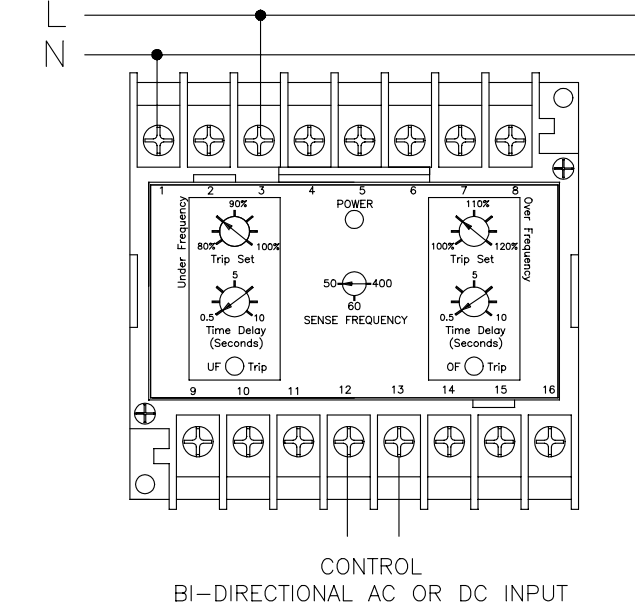 L
N
1 2 3 4 5 6 7 8
POWER
Under Frequency
90%
80% 100%
Trip Set
5
0.5 10
Time Delay
(Seconds)
UF Trip
50 400
60
SENSE FREQUENCY
Over Frequency
110%
100% 120%
Trip Set
5
0.5 10
Time Delay
(Seconds)
OF Trip
9 10 11 12 13 14 15 16
CONTROL
BI-DIRECTIONAL AC OR DC INPUT